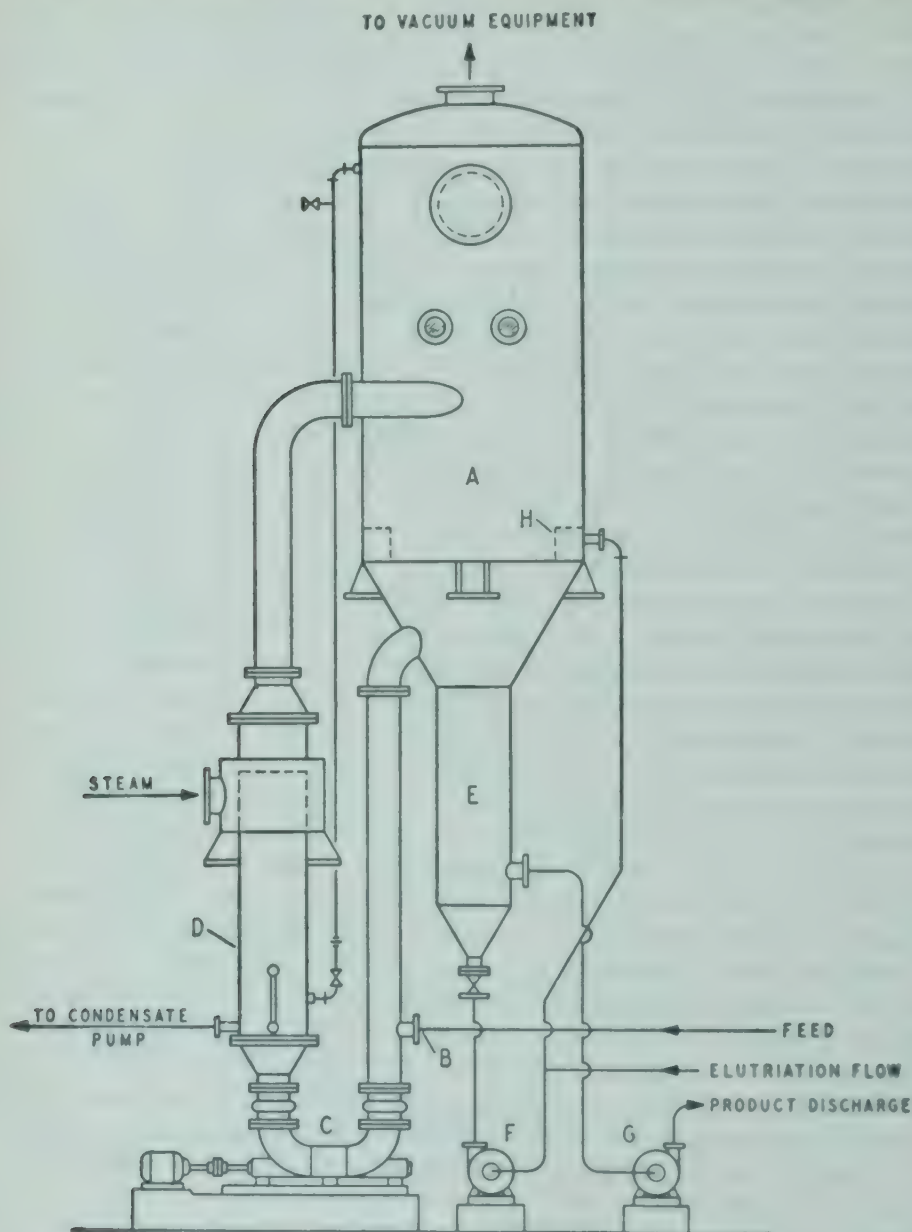 TO VACUUM EQUIPMENT
A
H
STEAM
E
D
TO CONDENSATE
PUMP
B
FEED
ELUTRIATION FLOW
PRODUCT DISCHARGE
C
F
G